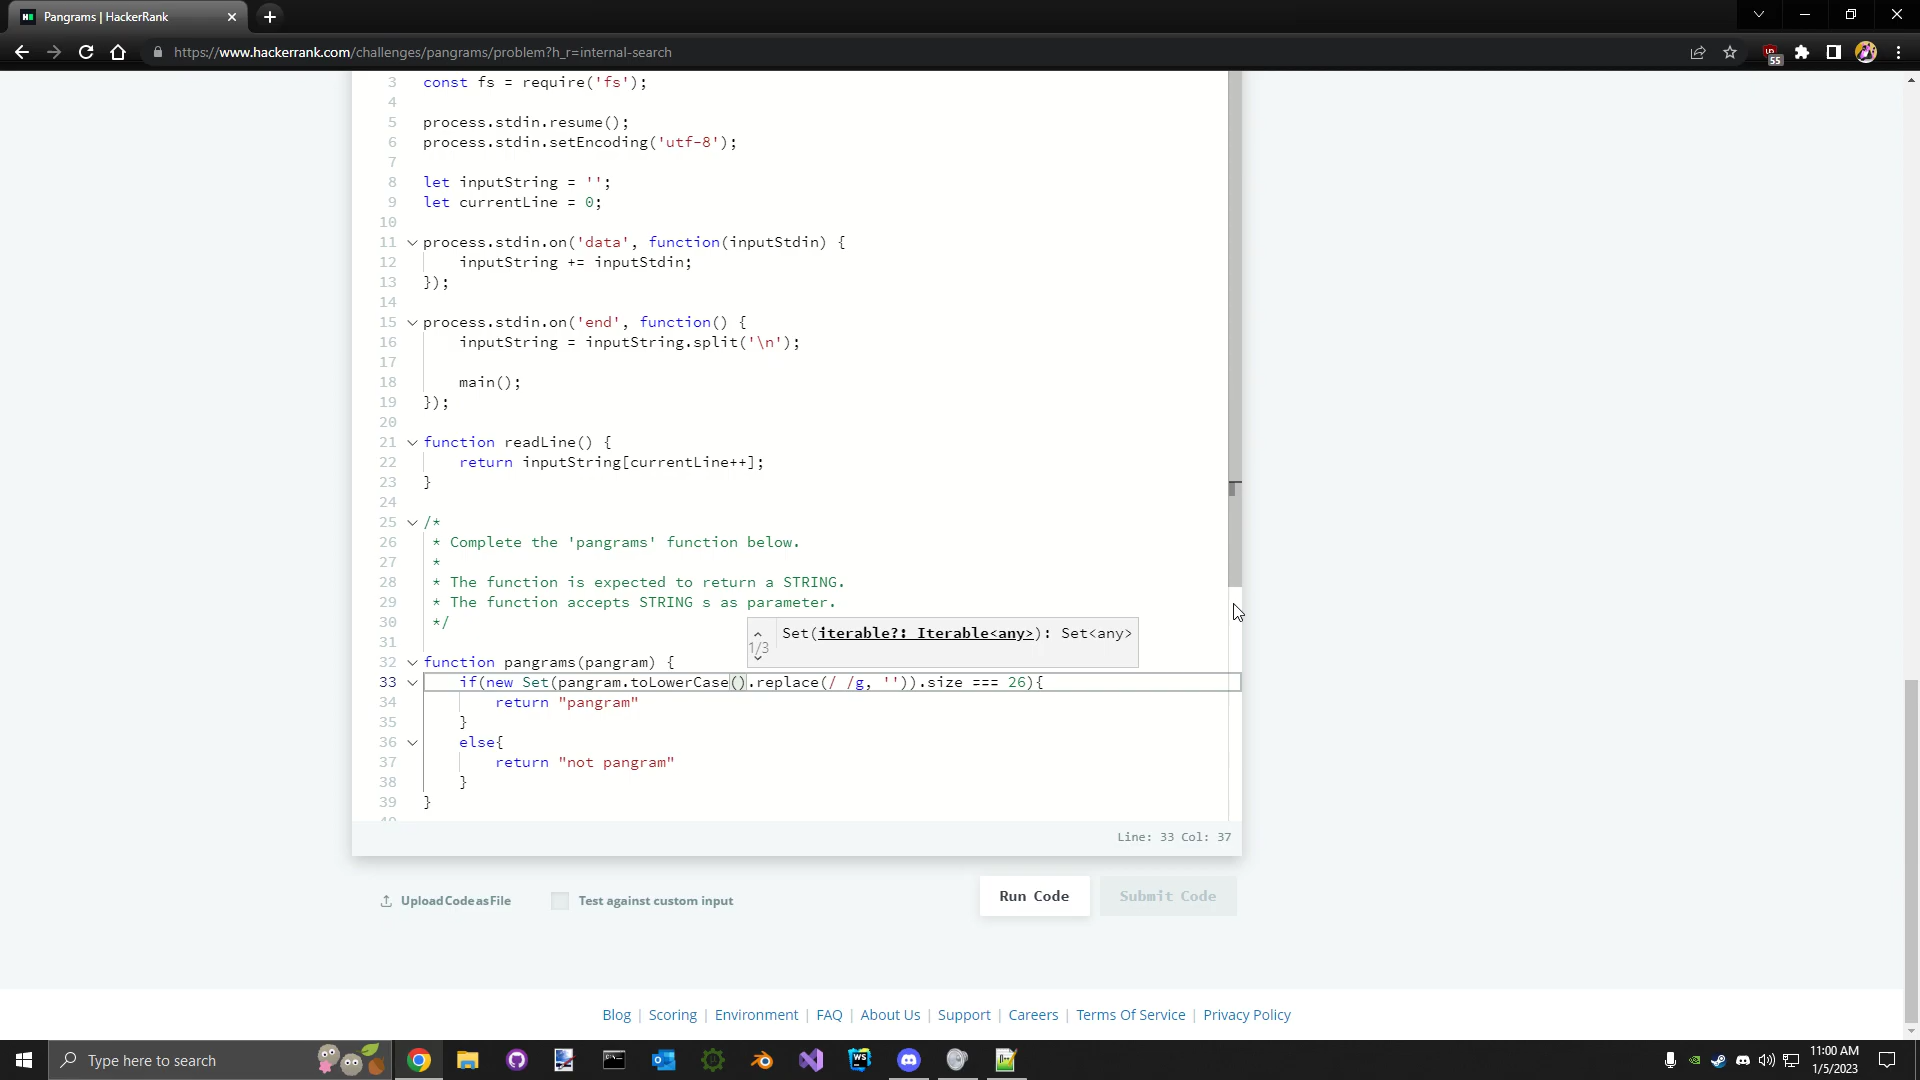 Pangrams | HackerRank
https://www.hackerrank.com/challenges/pangrams/problem?h_r=internal-search
55
3 const fs = require('fs');
4
5 process.stdin.resume();
6 process.stdin.setEncoding('utf-8');
7
8 let inputString = '';
9 let currentLine = 0;
10
11 process.stdin.on('data', function(inputStdin) {
12 inputString += inputStdin;
13 });
14
15 process.stdin.on('end', function() {
16 inputString = inputString.split('\n');
17
18 main();
19 });
20
21 function readLine() {
22 return inputString[currentLine++];
23 }
24
25 /*
26 * Complete the 'pangrams' function below.
27 *
28 * The function is expected to return a STRING.
29 * The function accepts STRING s as parameter.
30 */
31
1/3 Set(iterable?: Iterable<any>): Set<any>
32 function pangrams(pangram) {
33 if(new Set(pangram.toLowerCase().replace(/ /g, '')).size === 26){
34 return "pangram"
35 }
36 else{
37 return "not pangram"
38 }
39 }
Line: 33 Col: 37
Upload Code as File
Test against custom input
Run Code
Submit Code
Blog | Scoring | Environment | FAQ | About Us | Support | Careers | Terms Of Service | Privacy Policy
Type here to search
11:00 AM
1/5/2023